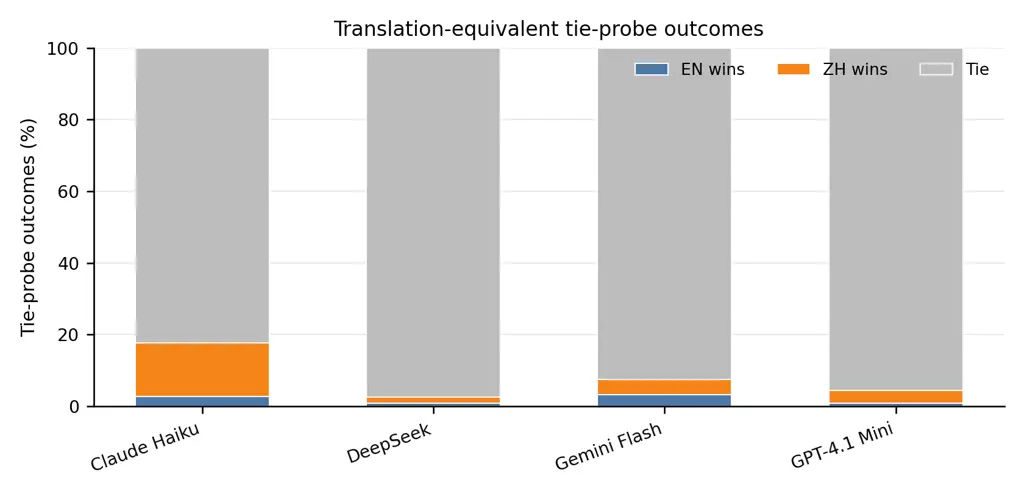 Translation-equivalent tie-probe outcomes
EN wins ZH wins Tie
Tie-probe outcomes (%)
100
80
60
40
20
0
Claude Haiku DeepSeek Gemini Flash GPT-4.1 Mini